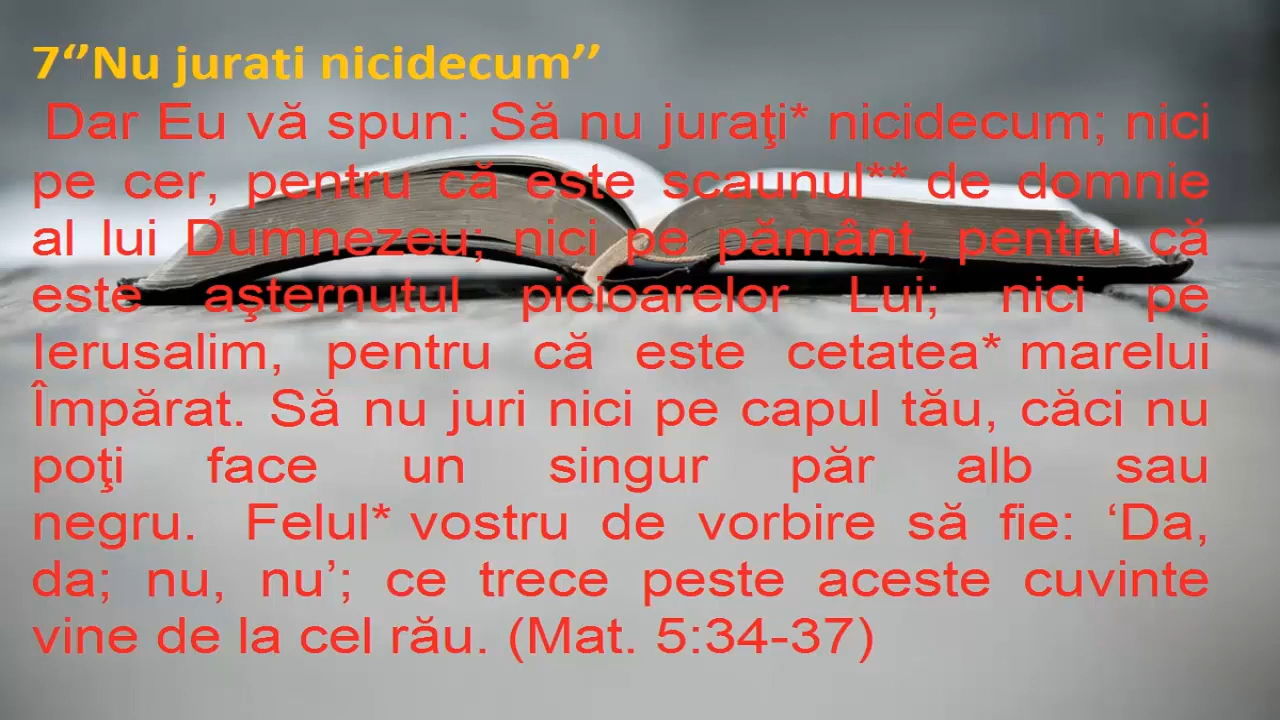 7‘’Nu jurati nicidecum’’
Dar Eu vă spun: Să nu juraţi* nicidecum; nici
pe cer, pentru că este scaunul** de domnie
al lui Dumnezeu; nici pe pământ, pentru că
este aşternutul picioarelor Lui; nici pe
Ierusalim, pentru că este cetatea* marelui
Împărat. Să nu juri nici pe capul tău, căci nu
poţi face un singur păr alb sau
negru. Felul* vostru de vorbire să fie: ‘Da,
da; nu, nu’; ce trece peste aceste cuvinte
vine de la cel rău. (Mat. 5:34-37)